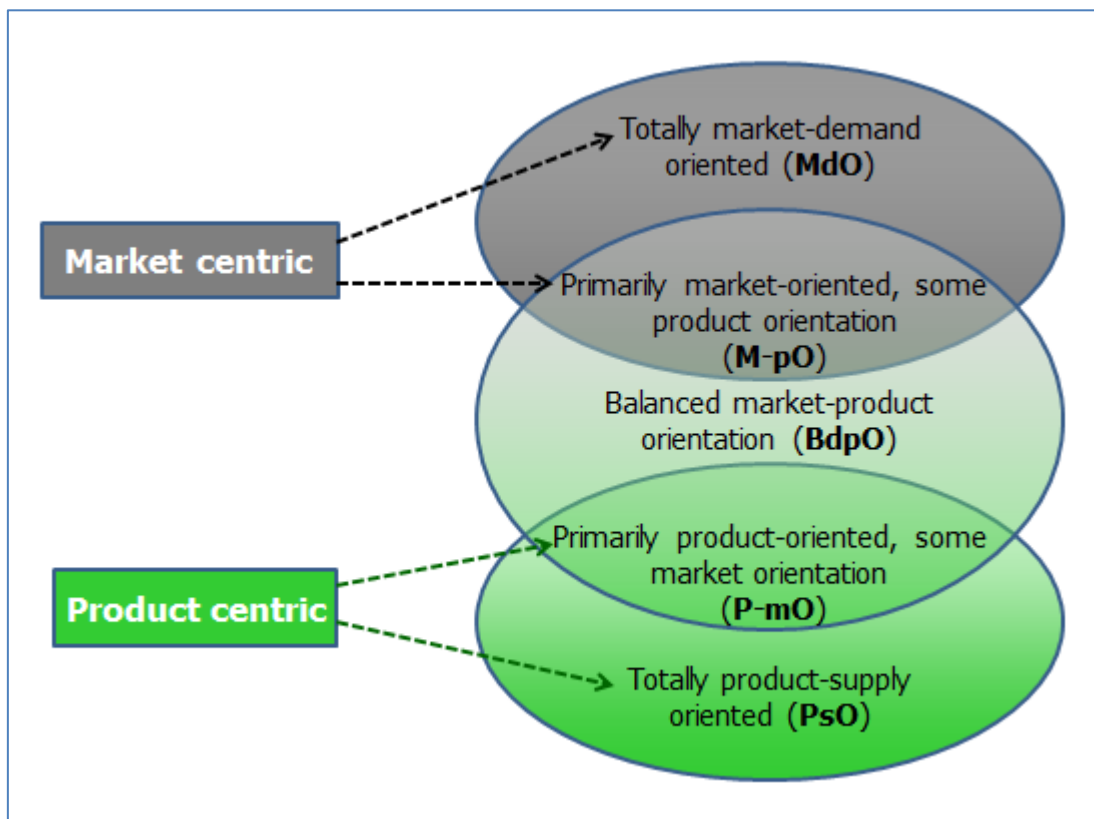 Totally market-demand
oriented (MdO)
Market centric
Primarily market-oriented, some
product orientation
(M-pO)
Balanced market-product
orientation (BdpO)
Primarily product-oriented, some
market orientation
(P-mO)
Product centric
Totally product-supply
oriented (PsO)